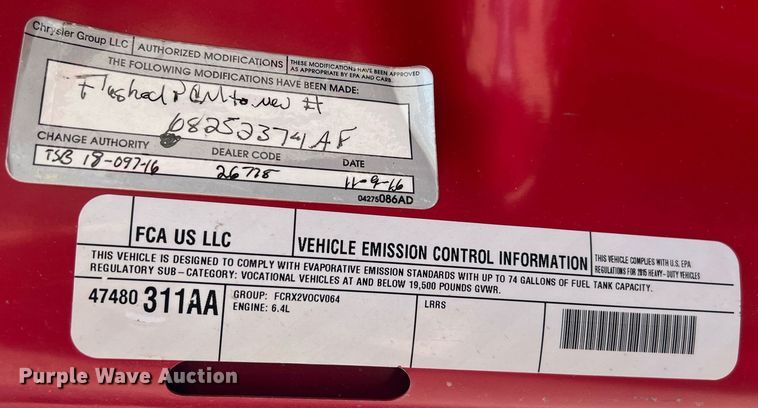 Chrysler Group LLC AUTHORIZED MODIFICATIONS THESE MODIFICATIONS HAVE BEEN APPROVED
AS APPROPRIATE BY EPA AND CARB
THE FOLLOWING MODIFICATIONS HAVE BEEN MADE:
Flashed PCM to new #
68252374AF
CHANGE AUTHORITY DEALER CODE DATE
TSB 18-097-16 26778 11-9-16
04275086AD
FCA US LLC VEHICLE EMISSION CONTROL INFORMATION THIS VEHICLE COMPLIES WITH U.S. EPA
REGULATIONS FOR 2015 HEAVY-DUTY VEHICLES
THIS VEHICLE IS DESIGNED TO COMPLY WITH EVAPORATIVE EMISSION STANDARDS WITH UP TO 74 GALLONS OF FUEL TANK CAPACITY.
REGULATORY SUB-CATEGORY: VOCATIONAL VEHICLES AT AND BELOW 19,500 POUNDS GVWR.
47480 311AA GROUP: FCRX2VOCV064 LRRS
ENGINE: 6.4L
Purple Wave Auction